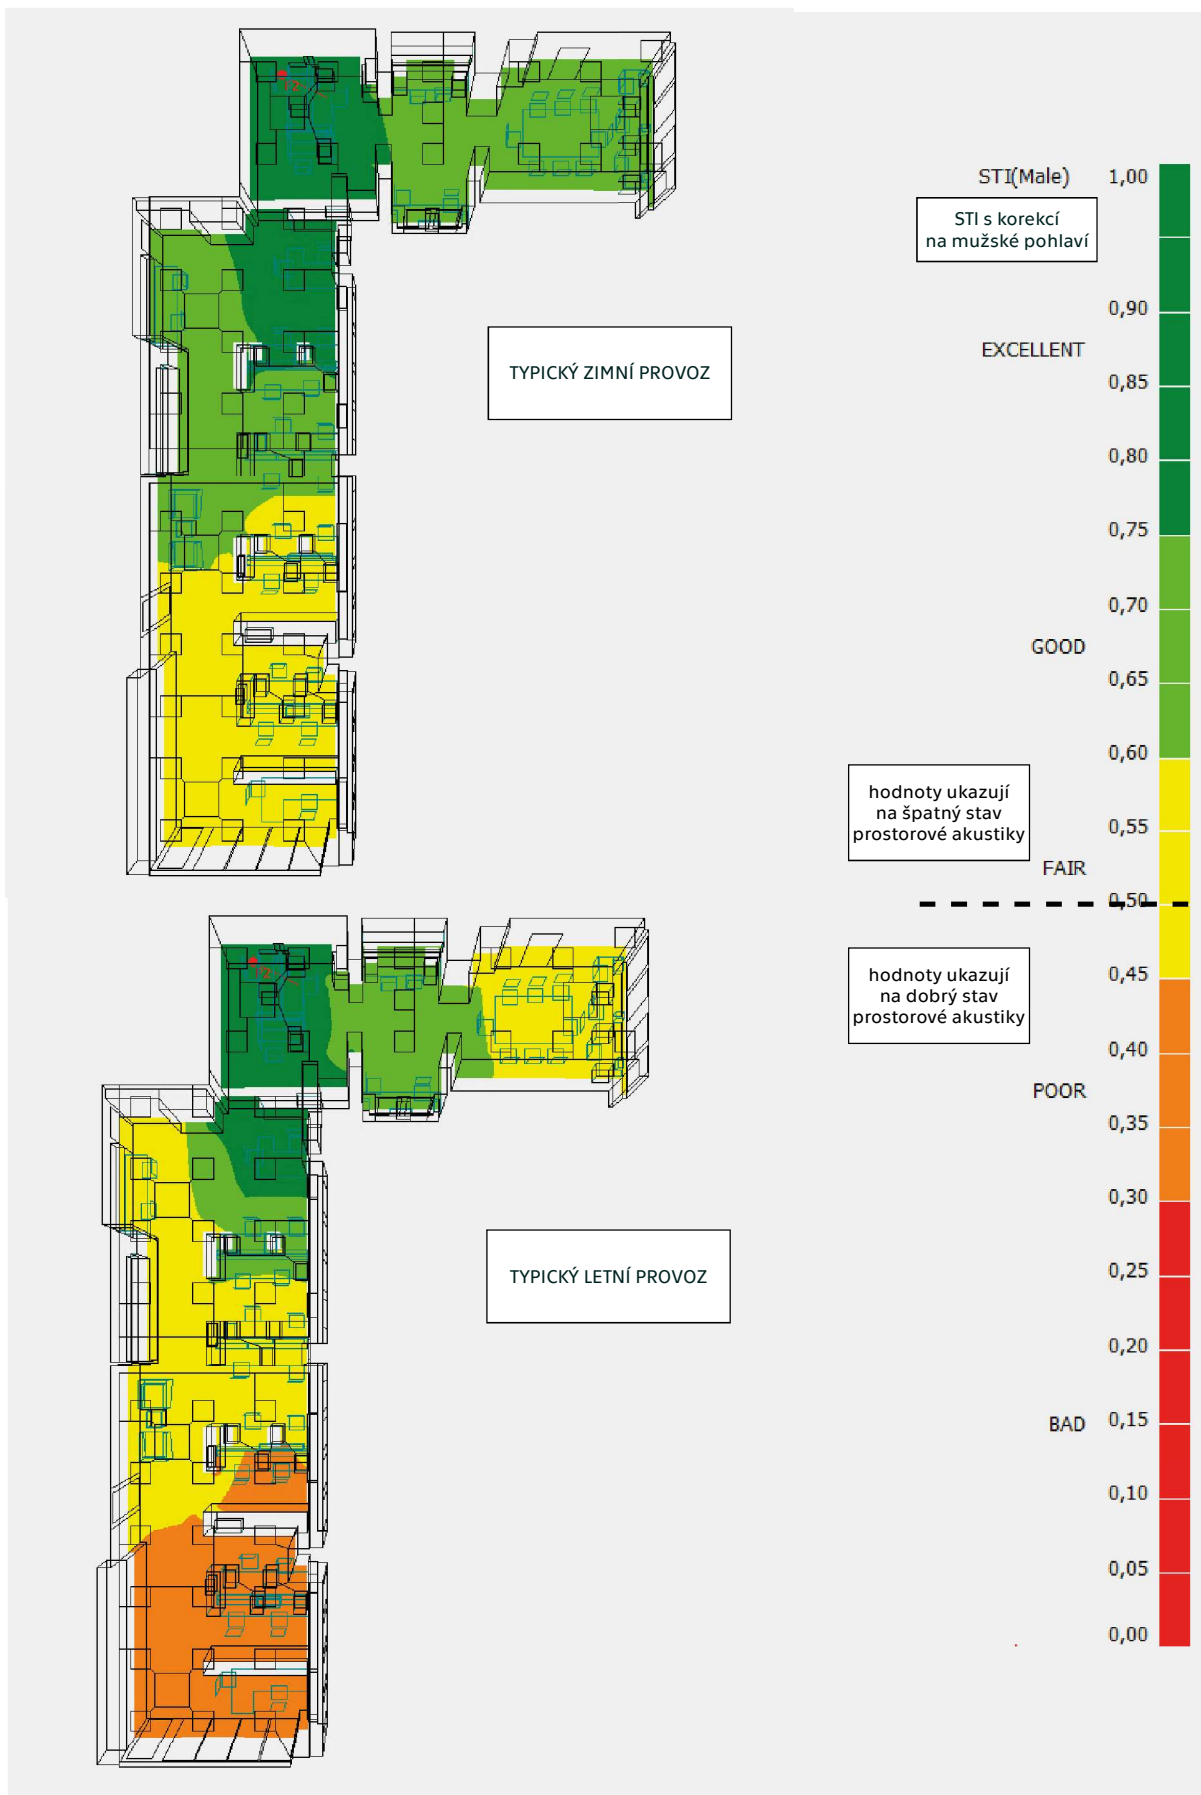 12
STI(Male)
1,00
STI s korekcí
na mužské pohlaví
0,90
TYPICKÝ ZIMNÍ PROVOZ
EXCELLENT
0,85
0,80
0,75
0,70
GOOD
0,65
0,60
hodnoty ukazují
na špatný stav
prostorové akustiky
0,55
FAIR
0,50
12
hodnoty ukazují
na dobrý stav
prostorové akustiky
0,45
0,40
POOR
0,35
0,30
TYPICKÝ LETNÍ PROVOZ
0,25
0,20
BAD
0,15
0,10
0,05
0,00